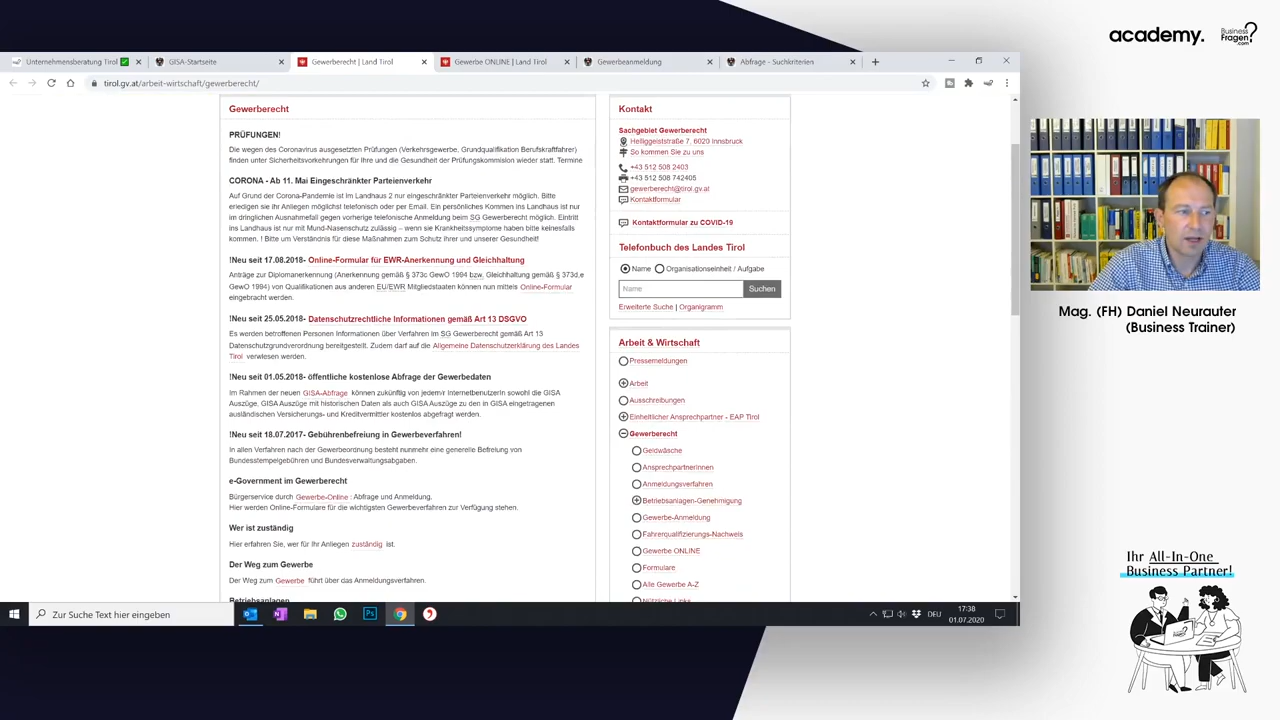 academy.
Business Fragen?.com
Unternehmensberatung Tirol
GISA-Startseite
Gewerberecht | Land Tirol
Gewerbe ONLINE | Land Tirol
Gewerbeanmeldung
Abfrage - Suchkriterien
tirol.gv.at/arbeit-wirtschaft/gewerberecht/
Gewerberecht
PRÜFUNGEN!
Die wegen des Coronavirus ausgesetzten Prüfungen (Verkehrsgewerbe, Grundqualifikation Berufskraftfahrer)
finden unter Sicherheitsvorkehrungen für Ihre und die Gesundheit der Prüfungskommission wieder statt. Termine
CORONA - Ab 11. Mai Eingeschränkter Parteienverkehr
Auf Grund der Corona-Pandemie ist im Landhaus 2 nur eingeschränkter Parteienverkehr möglich. Bitte
erledigen sie ihr Anliegen möglichst telefonisch oder per Email. Ein persönliches Kommen ins Landhaus ist nur
im dringlichen Ausnahmefall gegen vorherige telefonische Anmeldung beim SG Gewerberecht möglich. Eintritt
ins Landhaus ist nur mit Mund-Nasenschutz zulässig – wenn sie Krankheitssymptome haben bitte keinesfalls
kommen. ! Bitte um Verständnis für diese Maßnahmen zum Schutz ihrer und unserer Gesundheit!
!Neu seit 17.08.2018- Online-Formular für EWR-Anerkennung und Gleichhaltung
Anträge zur Diplomanerkennung (Anerkennung gemäß § 373c GewO 1994 bzw. Gleichhaltung gemäß § 373d,e
GewO 1994) von Qualifikationen aus anderen EU/EWR Mitgliedstaaten können nun mittels Online-Formular
eingebracht werden.
!Neu seit 25.05.2018- Datenschutzrechtliche Informationen gemäß Art 13 DSGVO
Es werden betroffenen Personen Informationen über Verfahren im SG Gewerberecht gemäß Art 13
Datenschutzgrundverordnung bereitgestellt. Zudem darf auf die Allgemeine Datenschutzerklärung des Landes
Tirol verwiesen werden.
!Neu seit 01.05.2018- öffentliche kostenlose Abfrage der Gewerbedaten
Im Rahmen der neuen GISA-Abfrage können zukünftig von jedem/r InternetbenutzerIn sowohl die GISA
Auszüge, GISA Auszüge mit historischen Daten als auch GISA Auszüge zu den in GISA eingetragenen
ausländischen Versicherungs- und Kreditvermittler kostenlos abgefragt werden.
!Neu seit 18.07.2017- Gebührenbefreiung in Gewerbeverfahren!
In allen Verfahren nach der Gewerbeordnung besteht nunmehr eine generelle Befreiung von
Bundesstempelgebühren und Bundesverwaltungsabgaben.
e-Government im Gewerberecht
Bürgerservice durch Gewerbe-Online : Abfrage und Anmeldung.
Hier werden Online-Formulare für die wichtigsten Gewerbeverfahren zur Verfügung stehen.
Wer ist zuständig
Hier erfahren Sie, wer für Ihr Anliegen zuständig ist.
Der Weg zum Gewerbe
Der Weg zum Gewerbe führt über das Anmeldungsverfahren.
Betriebsanlagen
Kontakt
Sachgebiet Gewerberecht
Heiliggeiststraße 7, 6020 Innsbruck
So kommen Sie zu uns
+43 512 508 2403
+43 512 508 742405
gewerberecht@tirol.gv.at
Kontaktformular
Kontaktformular zu COVID-19
Telefonbuch des Landes Tirol
Name Organisationseinheit / Aufgabe
Name Suchen
Erweiterte Suche | Organigramm
Arbeit & Wirtschaft
Pressemeldungen
Arbeit
Ausschreibungen
Einheitlicher Ansprechpartner - EAP Tirol
Gewerberecht
Geldwäsche
AnsprechpartnerInnen
Anmeldungsverfahren
Betriebsanlagen-Genehmigung
Gewerbe-Anmeldung
Fahrerqualifizierungs-Nachweis
Gewerbe ONLINE
Formulare
Alle Gewerbe A-Z
Nützliche Links
Zur Suche Text hier eingeben
DEU
17:38
01.07.2020
Mag. (FH) Daniel Neurauter
(Business Trainer)
Ihr All-In-One
Business Partner!